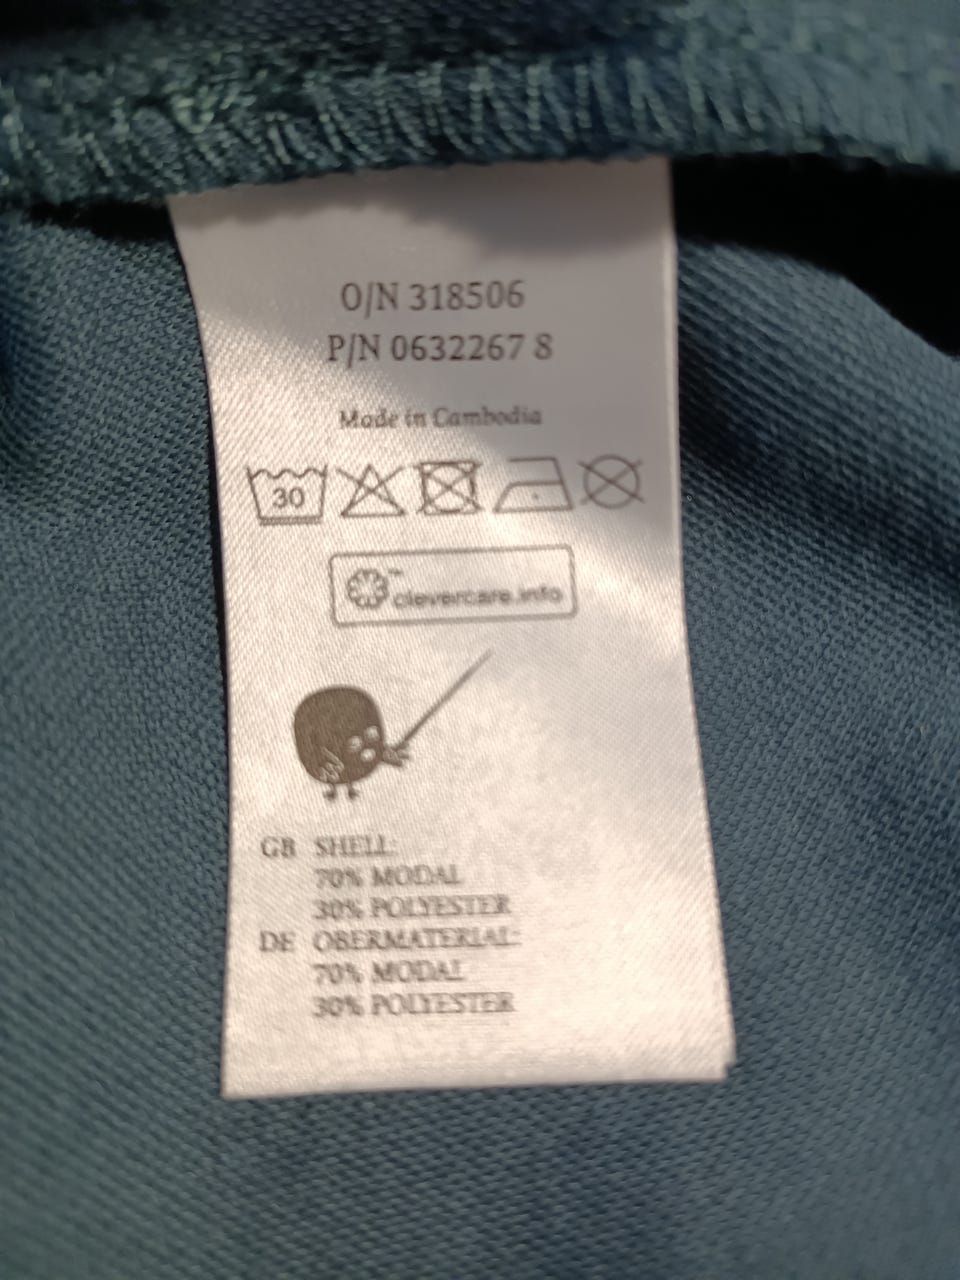 O/N 318506
P/N 0632267 8
Made in Cambodia
30
clevercare.info
GB SHELL:
70% MODAL
30% POLYESTER
DE OBERMATERIAL:
70% MODAL
30% POLYESTER